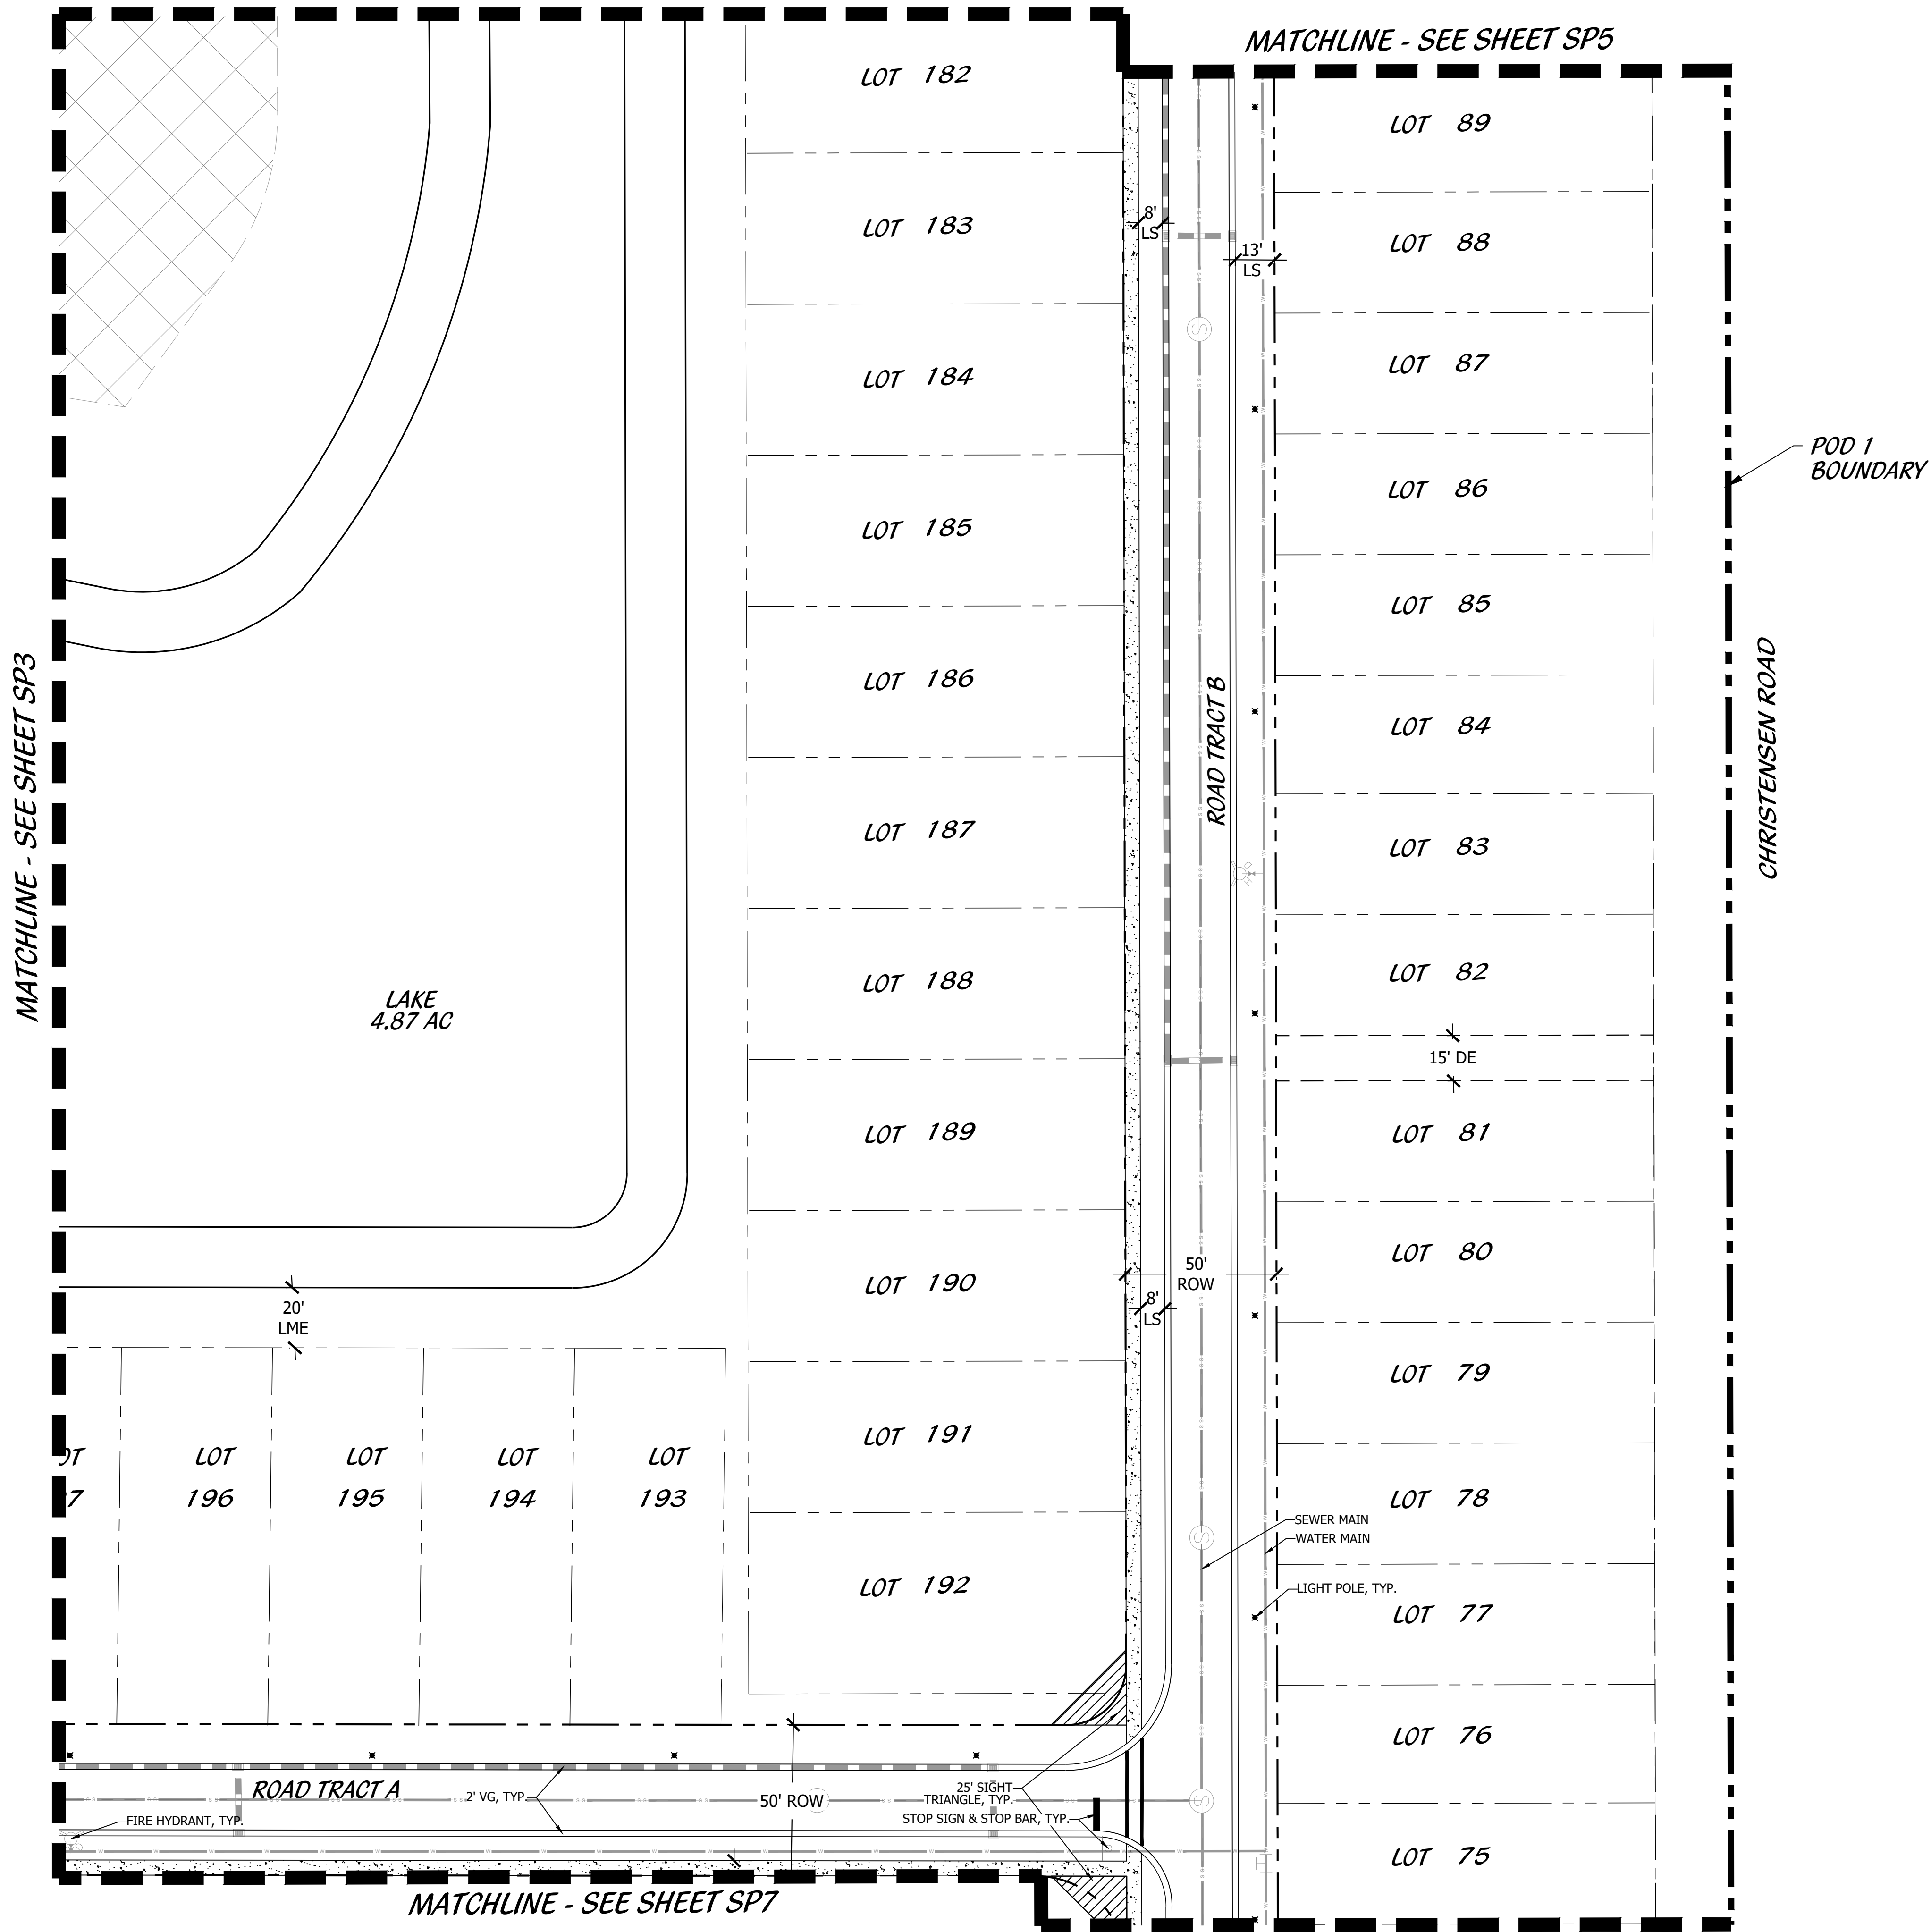 MATCHLINE - SEE SHEET SP5
LOT 182
LOT 89
LOT 183
8'
LS
13'
LS
LOT 88
LOT 184
LOT 87
POD 1
BOUNDARY
LOT 185
LOT 86
LOT 186
LOT 85
MATCHLINE - SEE SHEET SP3
ROAD TRACT B
CHRISTENSEN ROAD
LOT 84
LOT 187
LOT 83
LAKE
4.87 AC
LOT 188
LOT 82
15' DE
LOT 189
LOT 81
LOT 190
50'
ROW
8'
LS
LOT 80
20'
LME
LOT 79
LOT 191
OT
7
LOT
196
LOT
195
LOT
194
LOT
193
LOT 78
SEWER MAIN
WATER MAIN
LOT 192
LIGHT POLE, TYP.
LOT 77
LOT 76
ROAD TRACT A
2' VG, TYP.
50' ROW
25' SIGHT
TRIANGLE, TYP.
STOP SIGN & STOP BAR, TYP.
FIRE HYDRANT, TYP.
LOT 75
MATCHLINE - SEE SHEET SP7
S
S
S